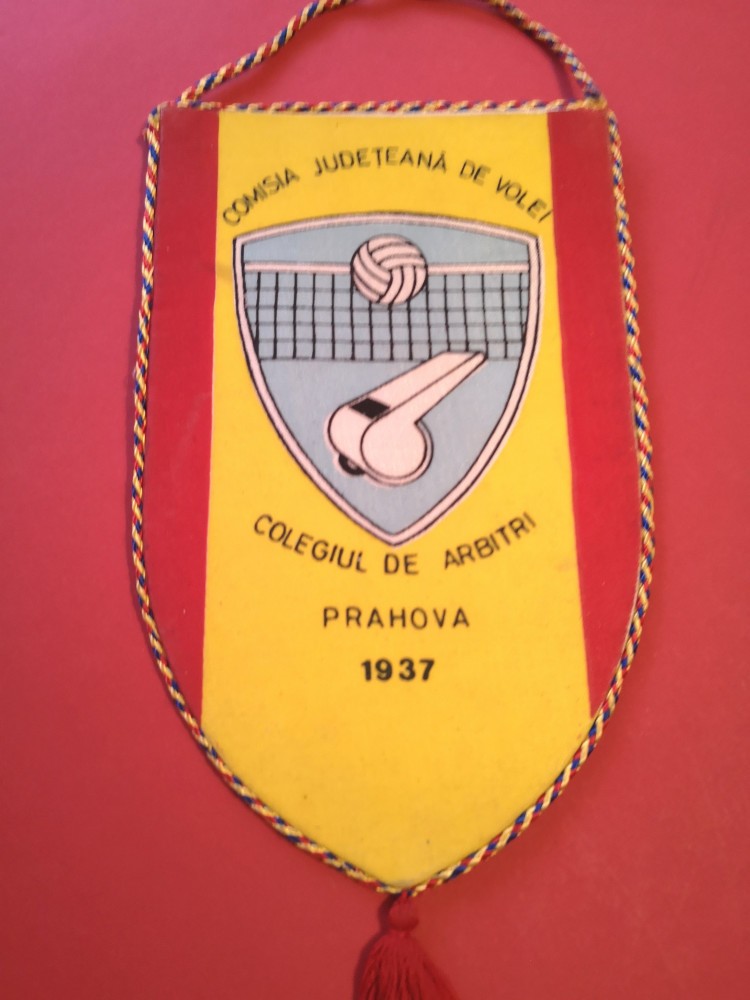 COMISIA JUDEȚEANĂ DE VOLEI
COLEGIUL DE ARBITRI
PRAHOVA
1937